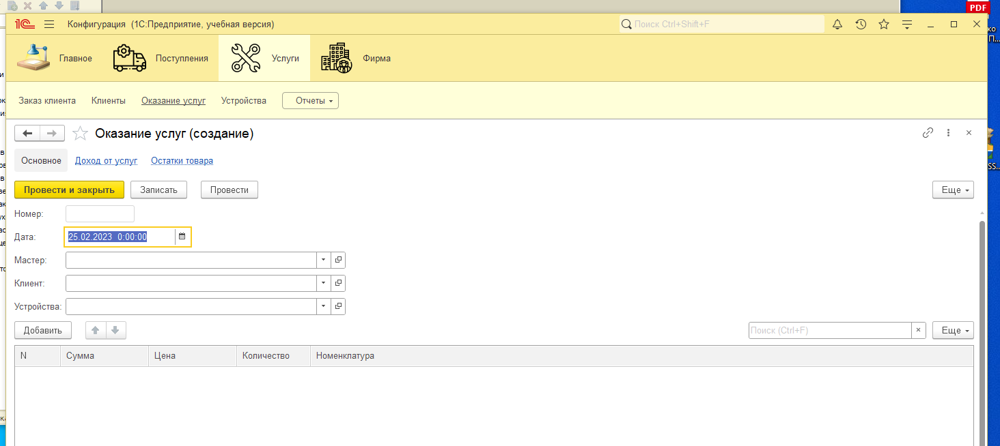 PDF
1С Конфигурация (1С:Предприятие, учебная версия) Поиск Ctrl+Shift+F
Главное Поступления Услуги Фирма
Заказ клиента Клиенты Оказание услуг Устройства Отчеты
Оказание услуг (создание)
Основное Доход от услуг Остатки товара
Провести и закрыть Записать Провести Еще
Номер:
Дата: 25.02.2023 0:00:00
Мастер:
Клиент:
Устройства:
Добавить Поиск (Ctrl+F) × Еще
N Сумма Цена Количество Номенклатура